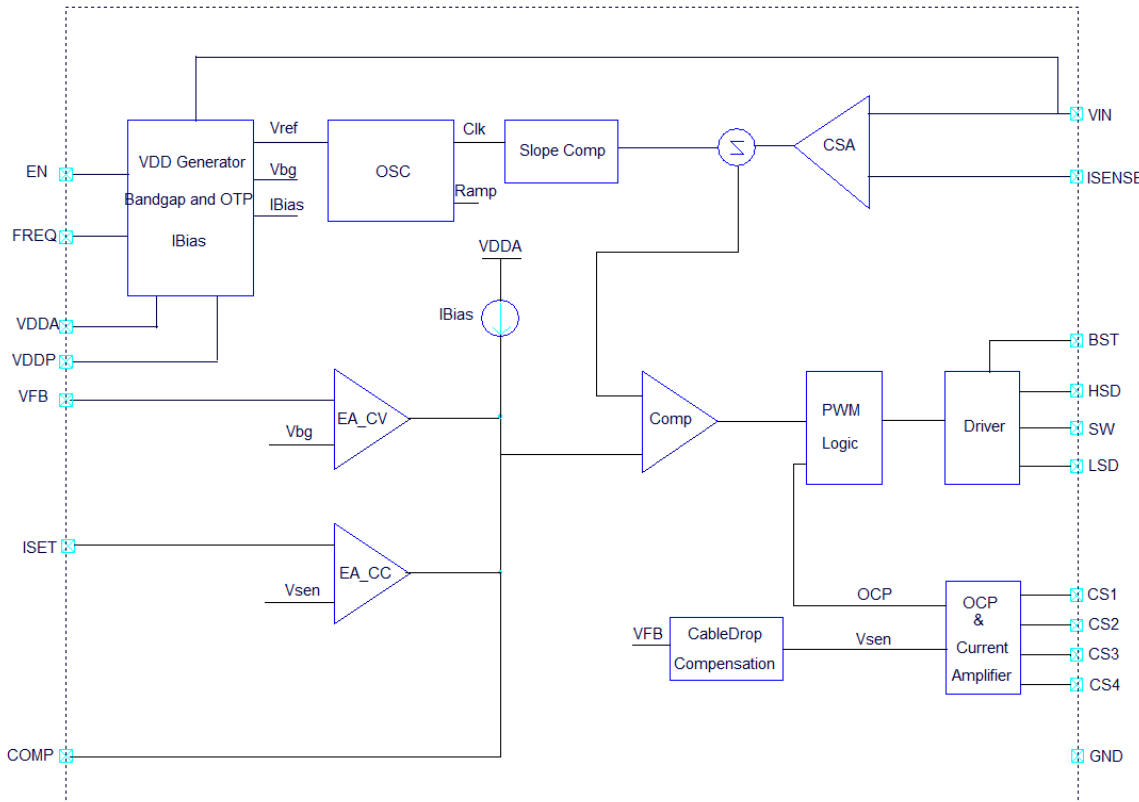 VIN
Vref
Clk
VDD Generator
OSC
Slope Comp
Σ
CSA
EN
Vbg
ISENSE
Bandgap and OTP
Ramp
IBias
FREQ
IBias
VDDA
IBias
VDDA
BST
VDDP
VFB
EA_CV
Comp
PWM
Logic
Driver
HSD
SW
Vbg
LSD
ISET
EA_CC
Vsen
OCP
OCP
&
Current
Amplifier
CS1
CS2
VFB
CableDrop
Compensation
Vsen
CS3
CS4
COMP
GND